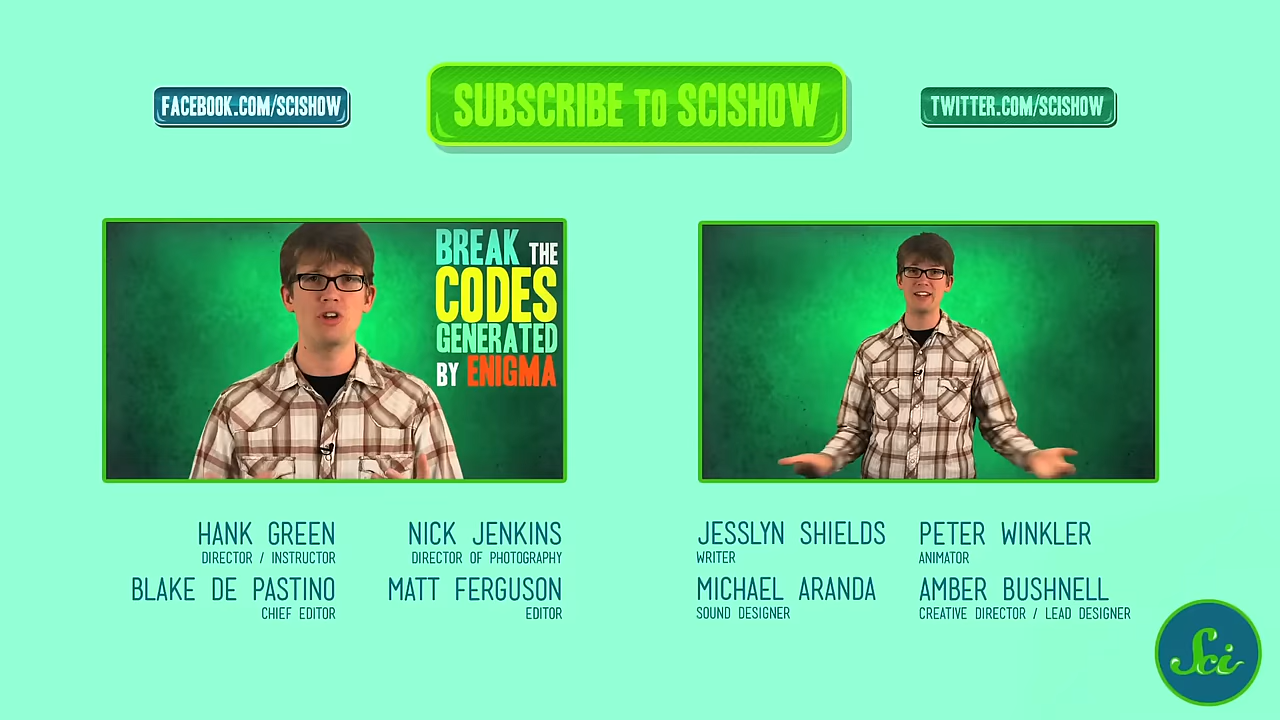 FACEBOOK.COM/SCISHOW
SUBSCRIBE TO SCISHOW
TWITTER.COM/SCISHOW
BREAK THE
CODES
GENERATED
BY ENIGMA
HANK GREEN
DIRECTOR / INSTRUCTOR
NICK JENKINS
DIRECTOR OF PHOTOGRAPHY
BLAKE DE PASTINO
CHIEF EDITOR
MATT FERGUSON
EDITOR
JESSLYN SHIELDS
WRITER
PETER WINKLER
ANIMATOR
MICHAEL ARANDA
SOUND DESIGNER
AMBER BUSHNELL
CREATIVE DIRECTOR / LEAD DESIGNER
Sci